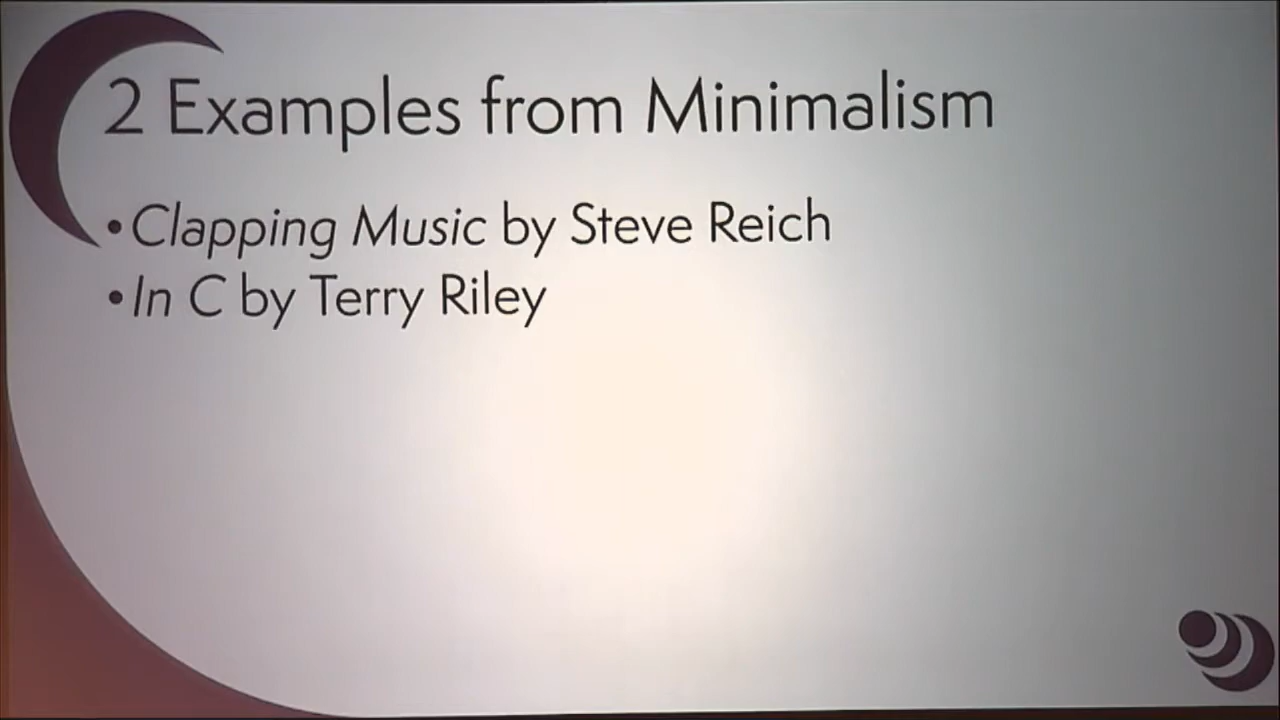 2 Examples from Minimalism
•Clapping Music by Steve Reich
•In C by Terry Riley